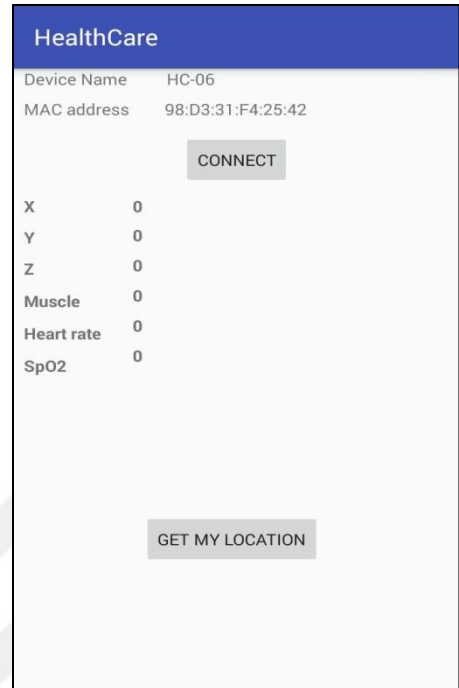 HealthCare
Device Name HC-06
MAC address 98:D3:31:F4:25:42
CONNECT
X 0
Y 0
Z 0
Muscle 0
Heart rate 0
SpO2 0
GET MY LOCATION